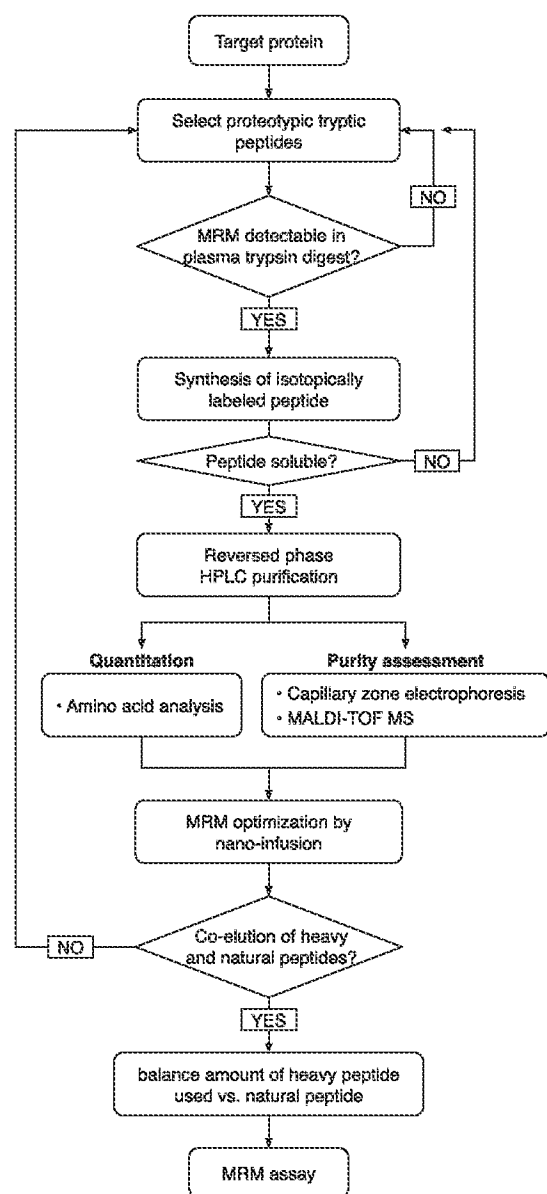 Target protein
Select proteotypic tryptic
peptides
NO
MRM detectable in
plasma trypsin digest?
YES
Synthesis of isotopically
labeled peptide
Peptide soluble?
NO
YES
Reversed phase
HPLC purification
Quantitation
• Amino acid analysis
Purity assessment
• Capillary zone electrophoresis
• MALDI-TOF MS
MRM optimization by
nano-infusion
NO
Co-elution of heavy
and natural peptides?
YES
balance amount of heavy peptide
used vs. natural peptide
MRM assay